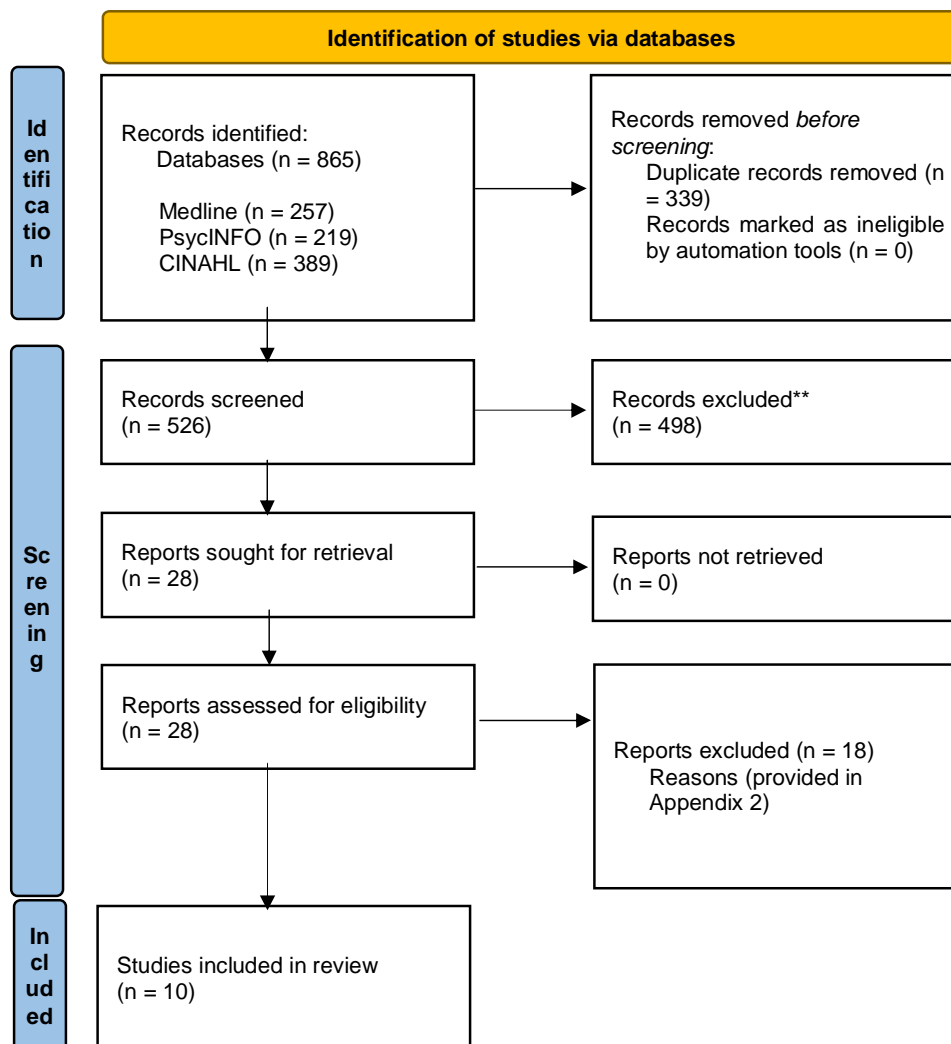 Identification of studies via databases
Id
en
tifi
ca
tio
n
Records identified:
Databases (n = 865)
Medline (n = 257)
PsycINFO (n = 219)
CINAHL (n = 389)
Records removed before
screening:
Duplicate records removed (n
= 339)
Records marked as ineligible
by automation tools (n = 0)
Sc
re
en
in
g
Records screened
(n = 526)
Records excluded**
(n = 498)
Reports sought for retrieval
(n = 28)
Reports not retrieved
(n = 0)
Reports assessed for eligibility
(n = 28)
Reports excluded (n = 18)
Reasons (provided in
Appendix 2)
In
cl
ud
ed
Studies included in review
(n = 10)